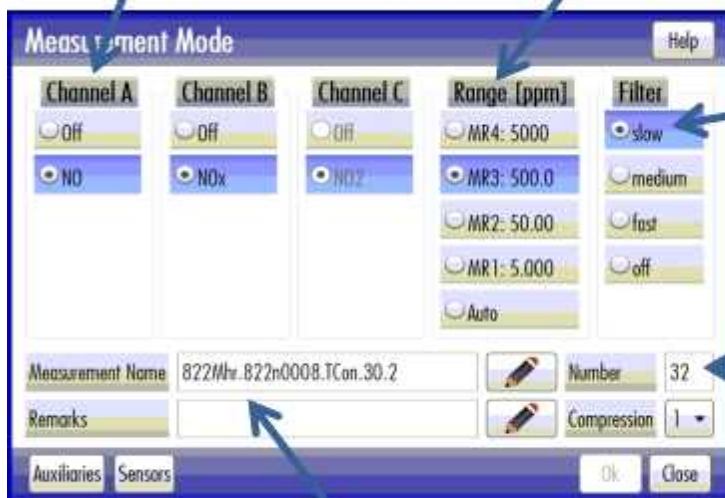 Measurement Mode Help
Channel A Channel B Channel C Range [ppm] Filter
Off Off Off MR4: 5000 slow
NO NOx NO2 MR3: 500.0 medium
MR2: 50.00 fast
MR1: 5.000 off
Auto
Measurement Name 822Mhr.822n0008.TCon.30.2 Number 32
Remarks Compression 1
Auxiliaries Sensors Ok Close